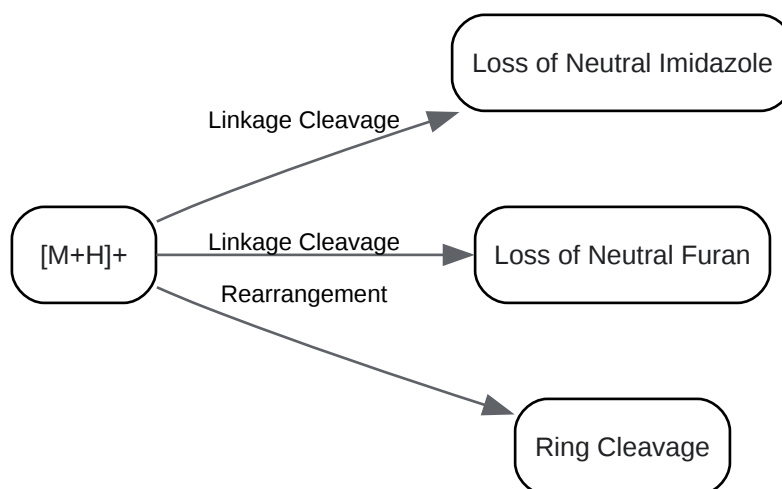 Loss of Neutral Imidazole
Linkage Cleavage
[M+H]+
Linkage Cleavage
Loss of Neutral Furan
Rearrangement
Ring Cleavage